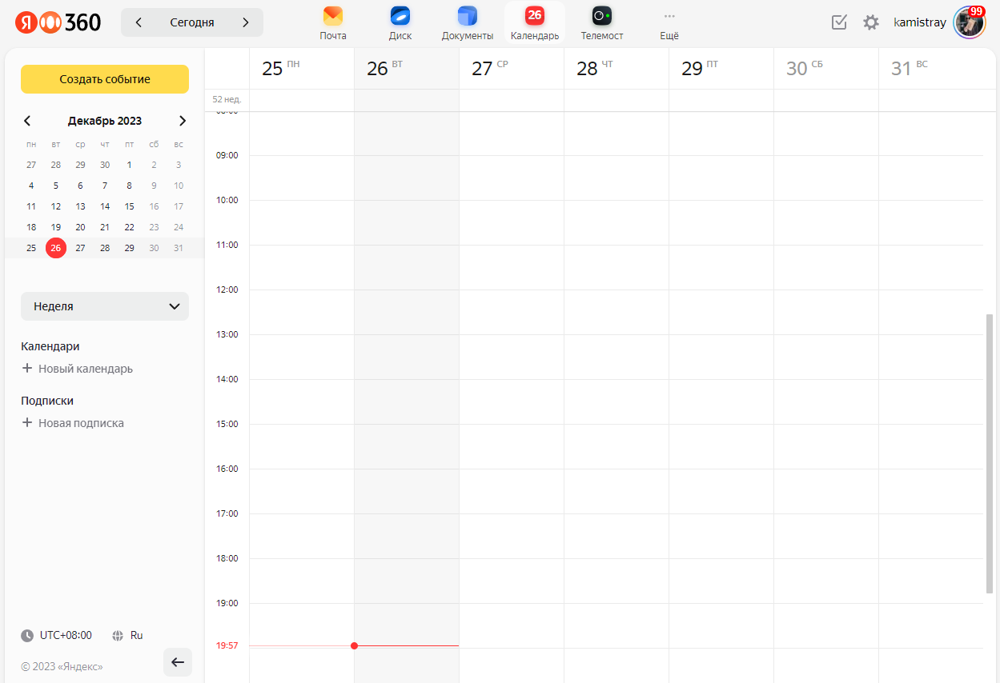 Я 360
Сегодня
Почта
Диск
Документы
26
Календарь
Телемост
Ещё
kamistray
99
Создать событие
Декабрь 2023
пн вт ср чт пт сб вс
27 28 29 30 1 2 3
4 5 6 7 8 9 10
11 12 13 14 15 16 17
18 19 20 21 22 23 24
25 26 27 28 29 30 31
Неделя
Календари
Новый календарь
Подписки
Новая подписка
UTC+08:00
Ru
© 2023 «Яндекс»
25 ПН 26 ВТ 27 СР 28 ЧТ 29 ПТ 30 СБ 31 ВС
52 нед.
09:00
10:00
11:00
12:00
13:00
14:00
15:00
16:00
17:00
18:00
19:00
19:57